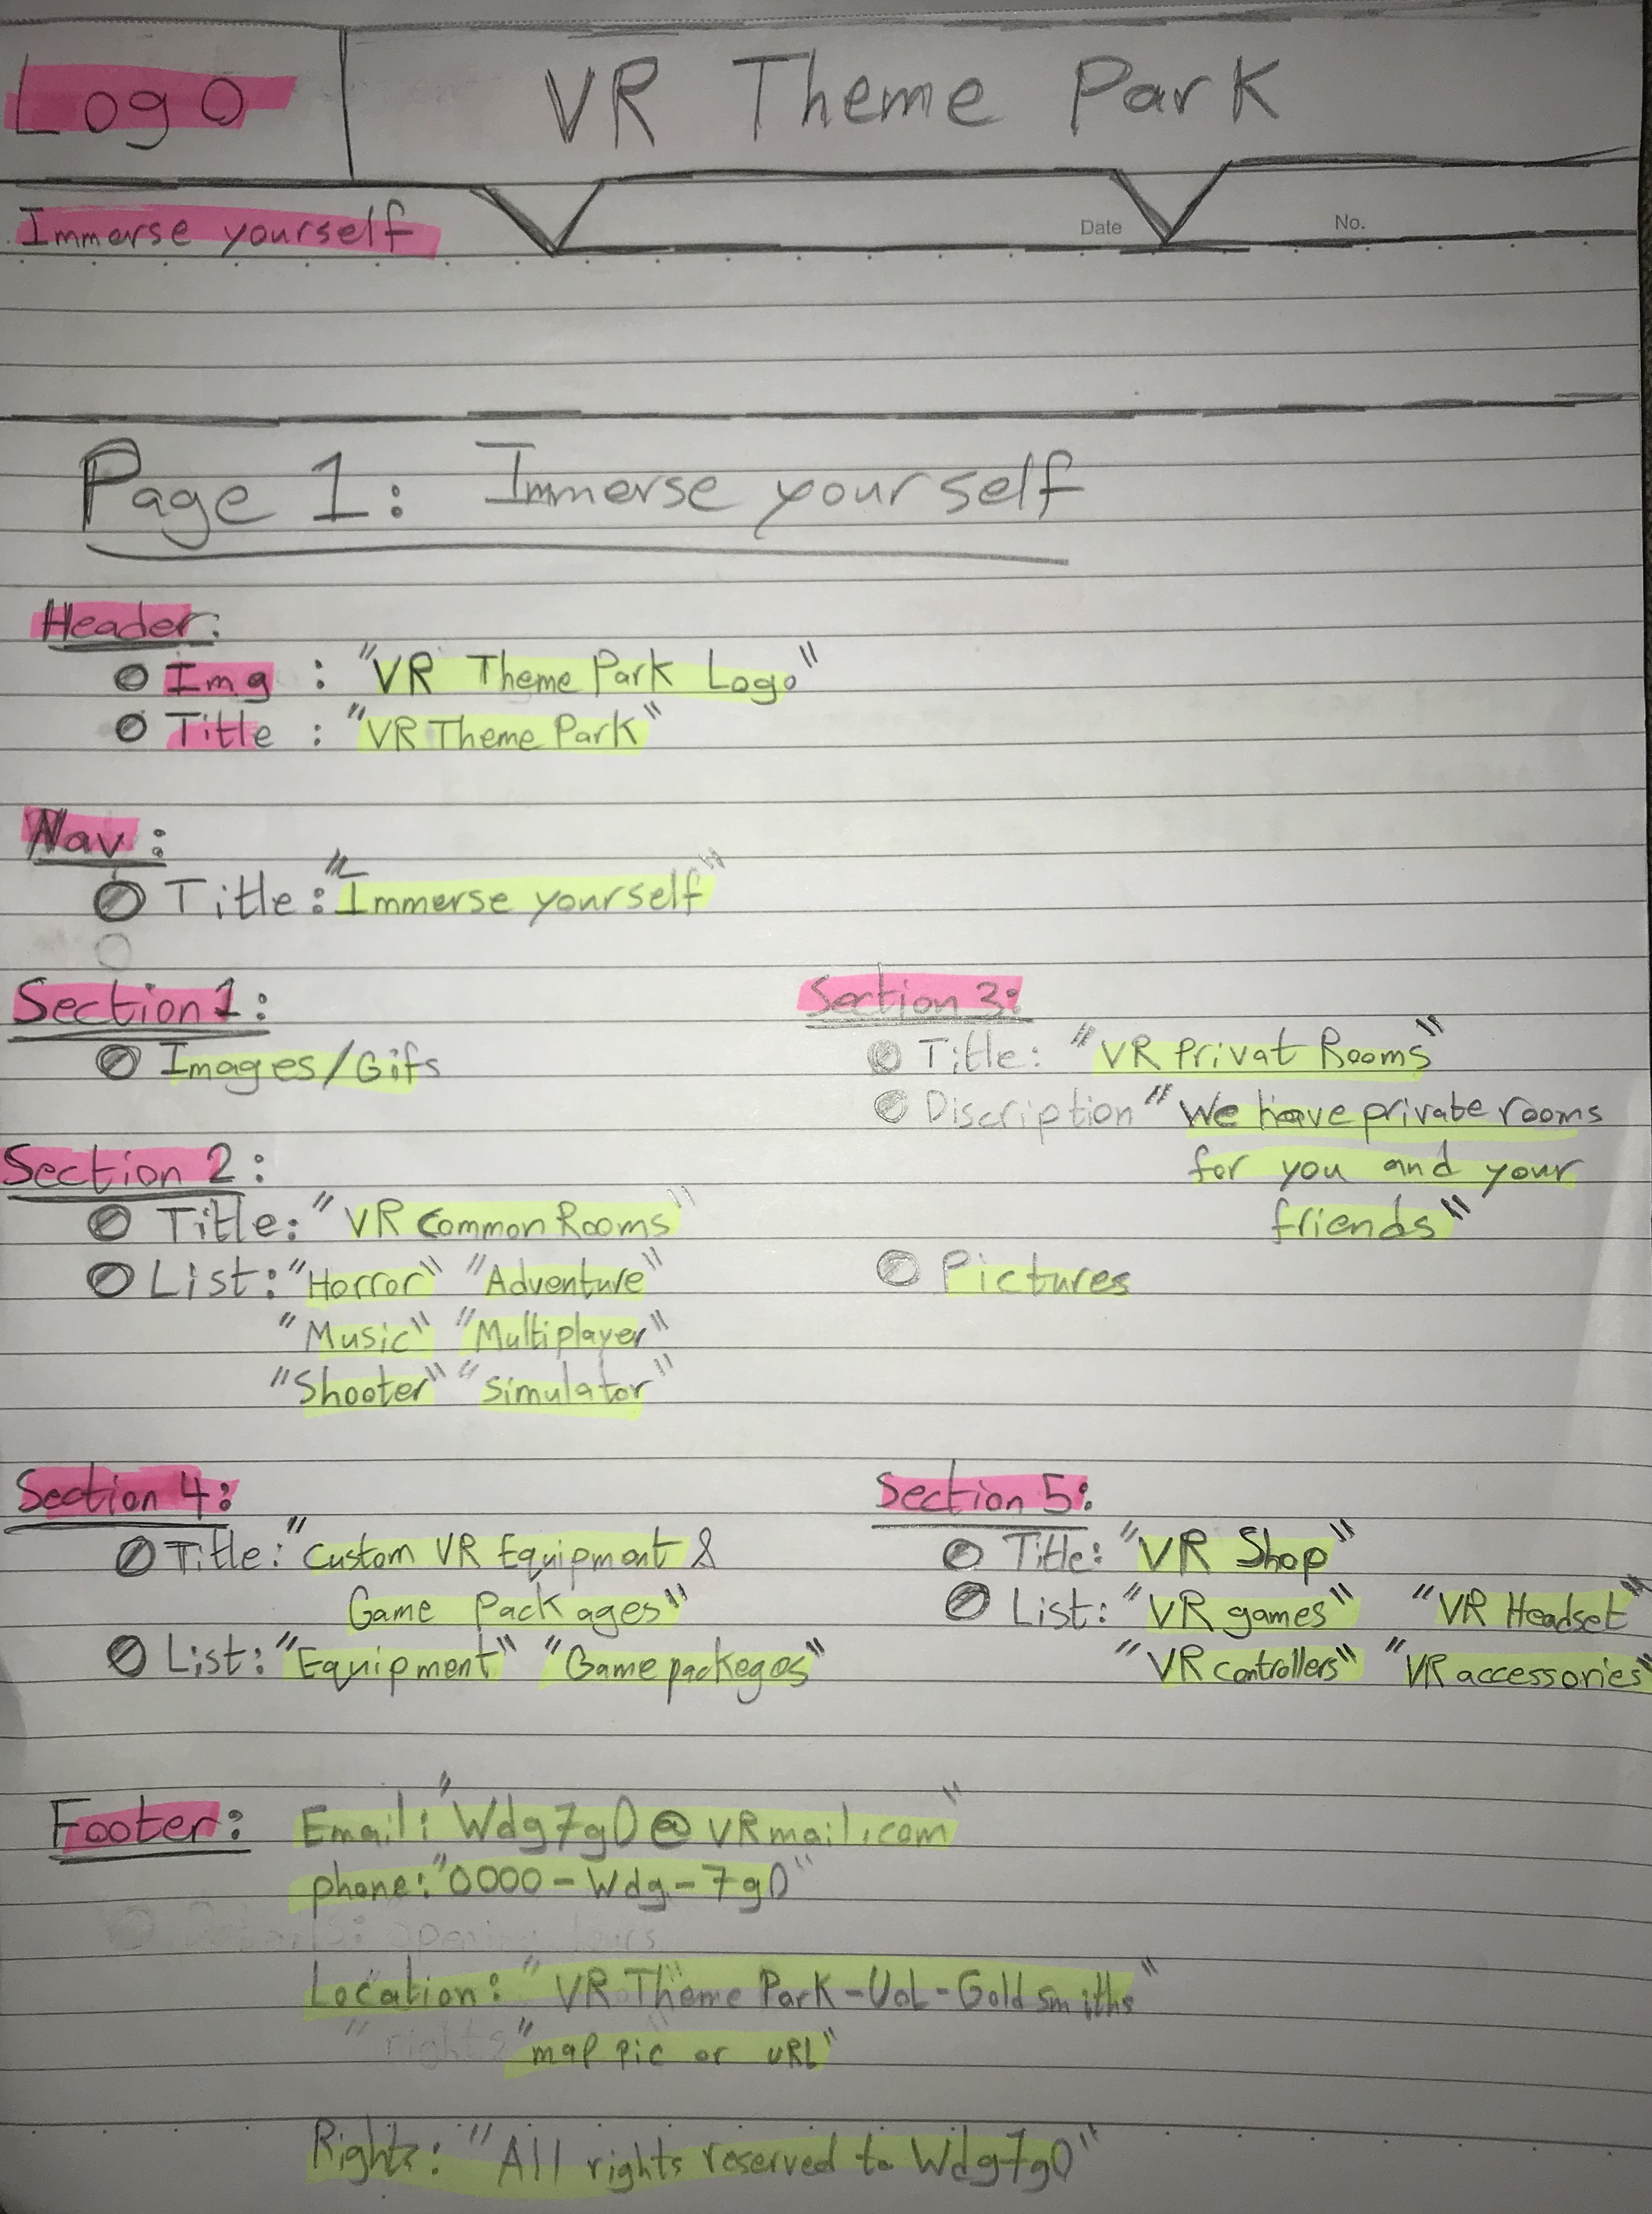 Logo
VR Theme Park
Immerse yourself
Date
No.
Page 1: Immerse yourself
Header:
Img : "VR Theme Park Logo"
Title : "VR Theme Park"
Nav :
Title: "Immerse yourself"
Section 1:
Images/Gifs
Section 2:
Title: "VR Common Rooms"
List: "Horror" "Adventure"
"Music" "Multiplayer"
"Shooter" "Simulator"
Section 3:
Title: "VR Privat Rooms"
Discription "We have private rooms
for you and your
friends"
Pictures
Section 4:
Title: "Custom VR Equipment &
Game Packages"
List: "Equipment" "Game packeges"
Section 5:
Title: "VR Shop"
List: "VR games" "VR Headset"
"VR controllers" "VR accessories"
Footer: Email: "Wdg7g0@VRmail.com"
phone: "0000-Wdg-7g0"
Location: "VR Theme Park-UoL-Goldsmiths"
"rights" "map pic or URL"
Rights: "All rights reserved to Wdg7g0"